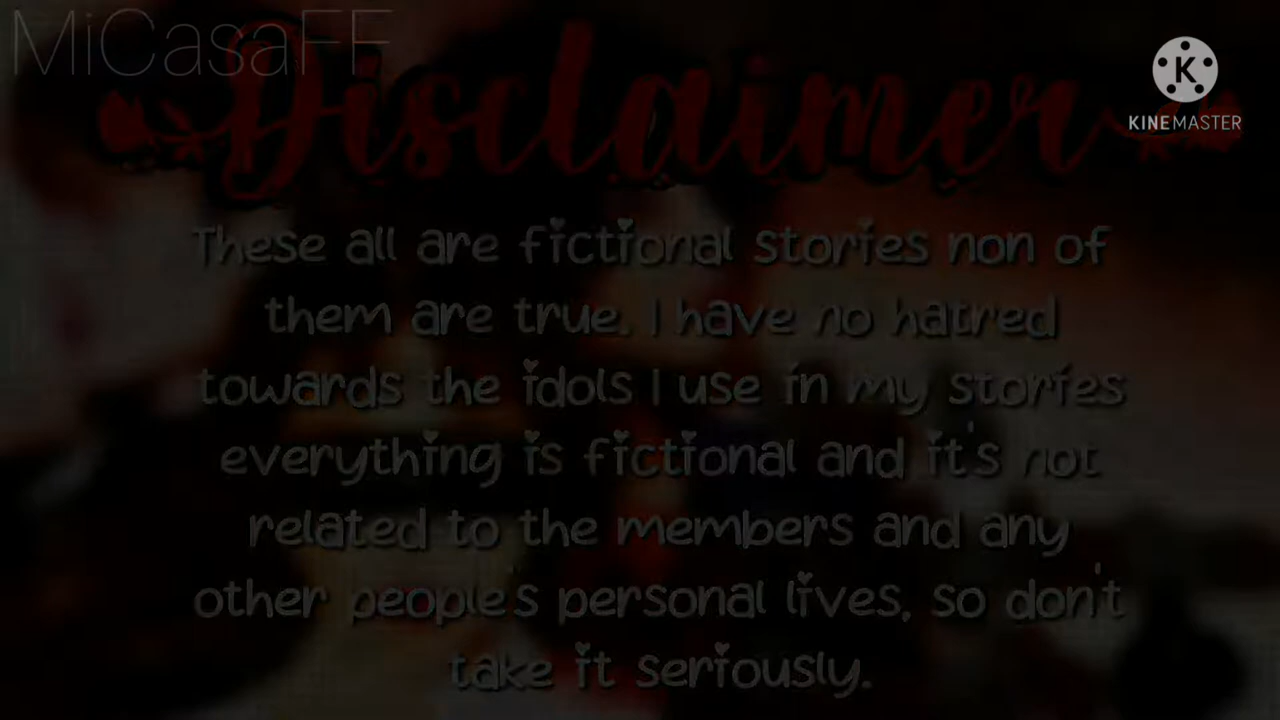 MiCasaFF
Disclaimer
K
KINEMASTER
These all are fictional stories non of
them are true. I have no hatred
towards the idols I use in my stories
everything is fictional and it's not
related to the members and any
other people's personal lives, so don't
take it seriously.